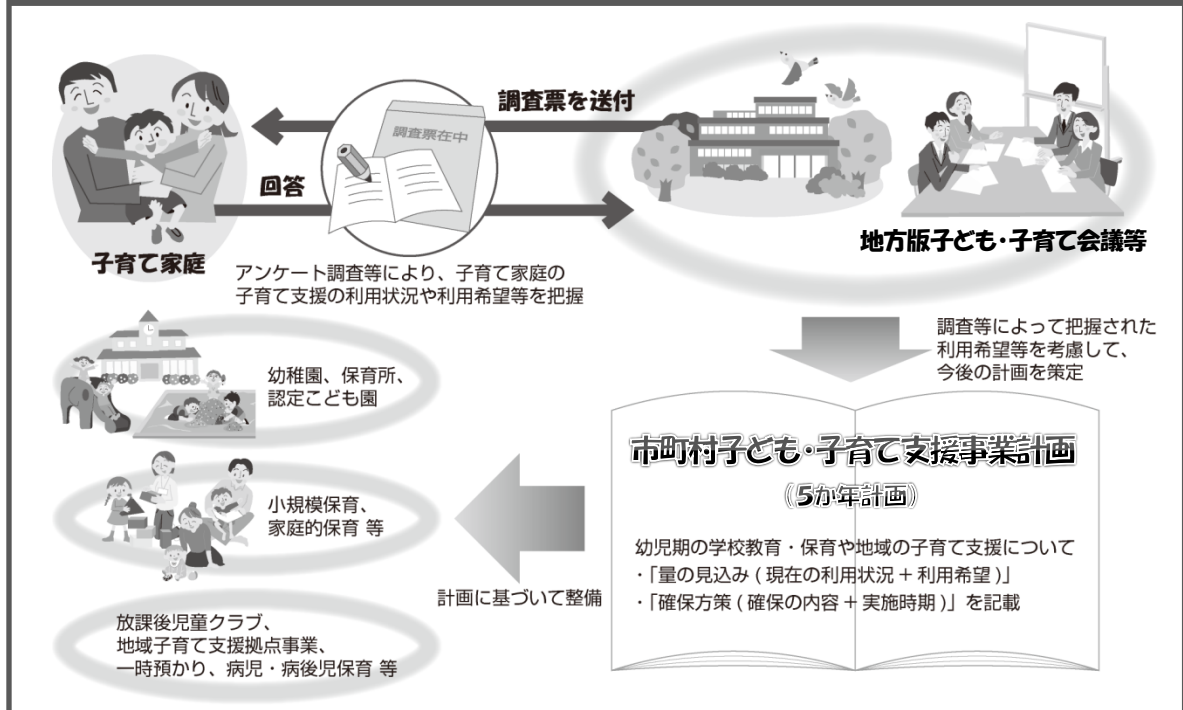 調査票を送付
調査票在中
回答
子育て家庭
地方版子ども・子育て会議等
アンケート調査等により、子育て家庭の
子育て支援の利用状況や利用希望等を把握
調査等によって把握された
利用希望等を考慮して、
今後の計画を策定
市町村子ども・子育て支援事業計画
(5か年計画)
幼児期の学校教育・保育や地域の子育て支援について
・「量の見込み ( 現在の利用状況 + 利用希望 )」
・「確保方策 ( 確保の内容 + 実施時期 )」を記載
計画に基づいて整備
幼稚園、保育所、
認定こども園
小規模保育、
家庭的保育 等
放課後児童クラブ、
地域子育て支援拠点事業、
一時預かり、病児・病後児保育 等